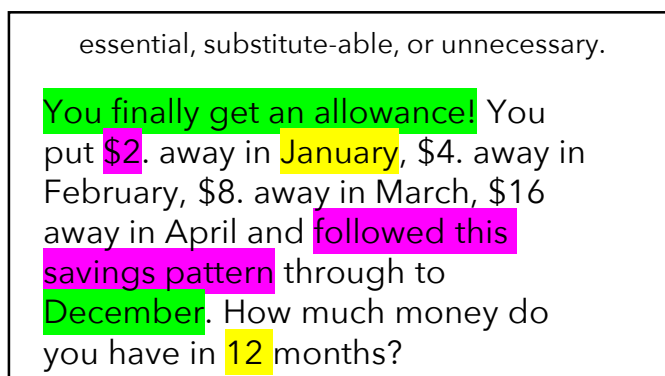 essential, substitute-able, or unnecessary.
You finally get an allowance! You
put $2. away in January, $4. away in
February, $8. away in March, $16
away in April and followed this
savings pattern through to
December. How much money do
you have in 12 months?